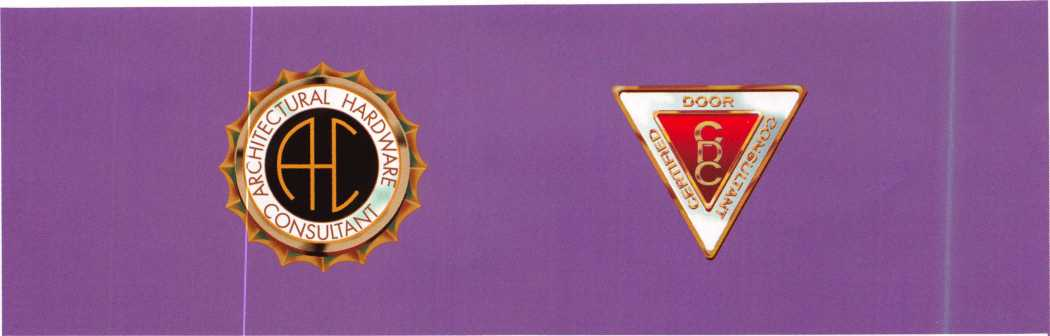 ARCHITECTURAL HARDWARE
CONSULTANT
AHC
DOOR
CONSULTANT
CERTIFIED
CDC